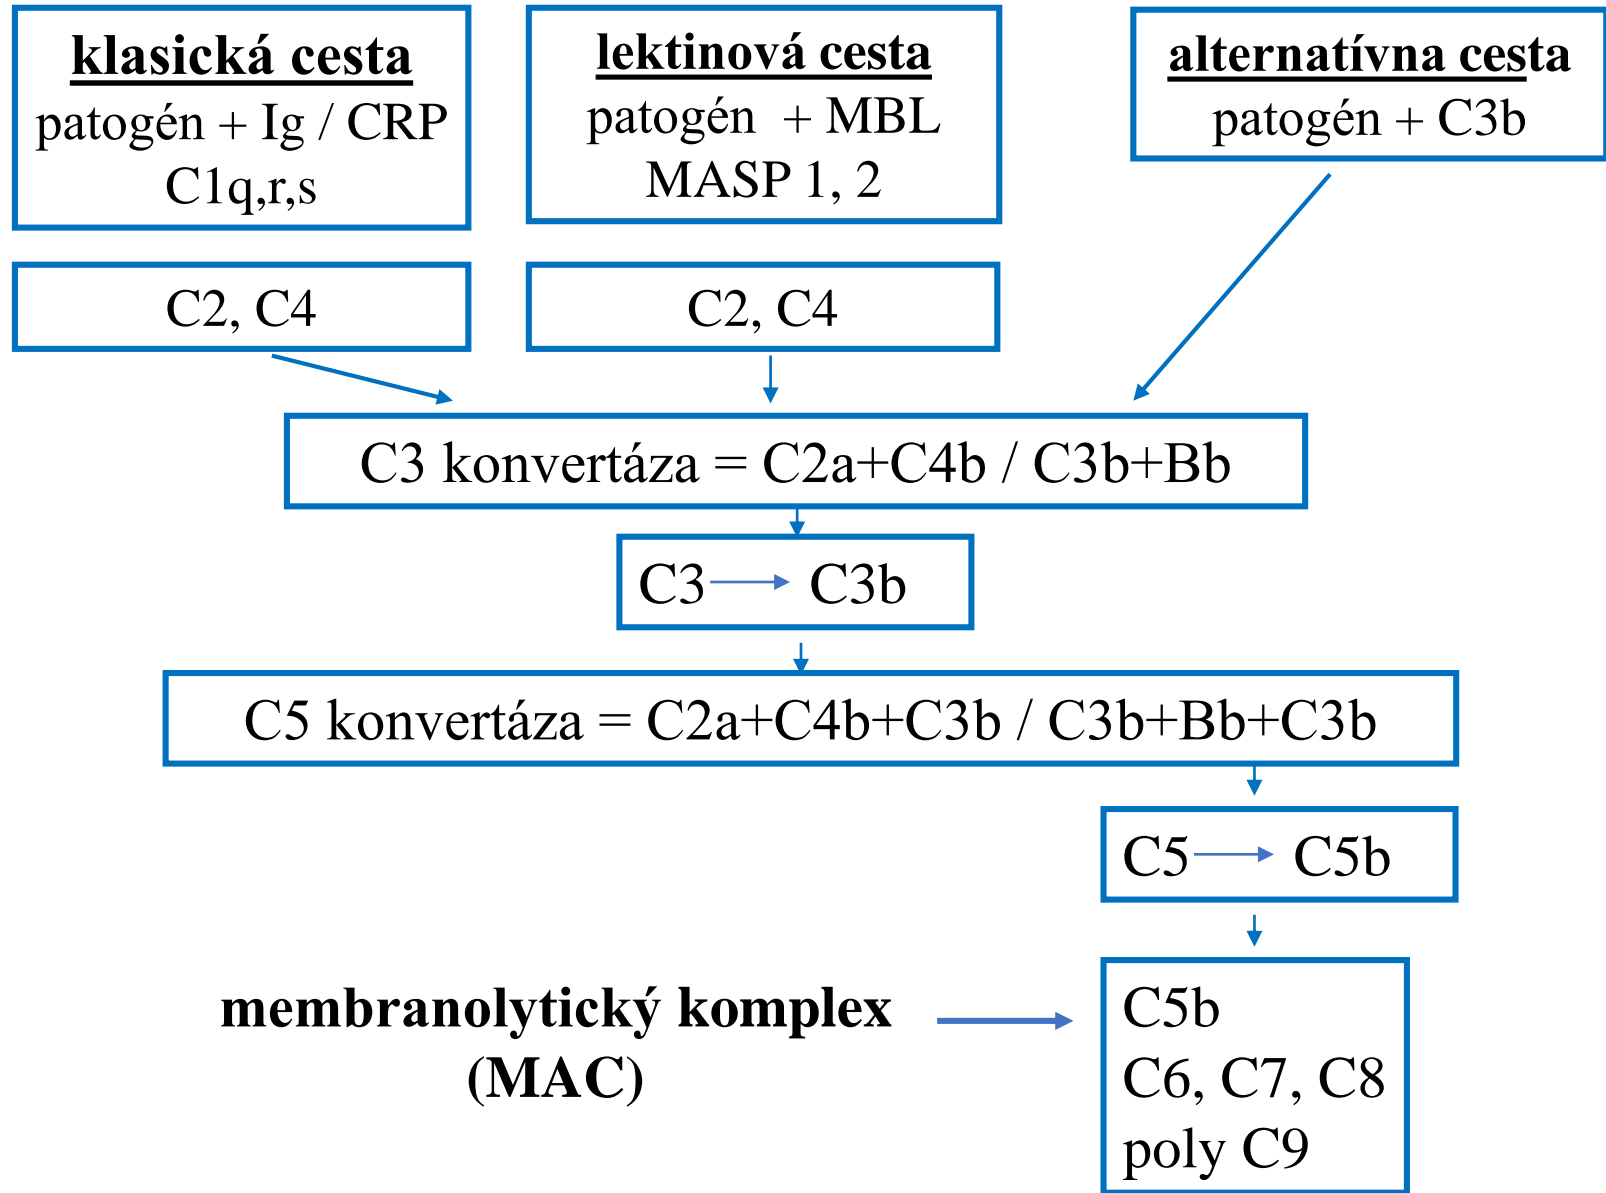 klasická cesta
patogén + Ig / CRP
C1q,r,s
lektinová cesta
patogén + MBL
MASP 1, 2
alternatívna cesta
patogén + C3b
C2, C4
C2, C4
C3 konvertáza = C2a+C4b / C3b+Bb
C3 → C3b
C5 konvertáza = C2a+C4b+C3b / C3b+Bb+C3b
C5 → C5b
membranolytický komplex
(MAC)
C5b
C6, C7, C8
poly C9